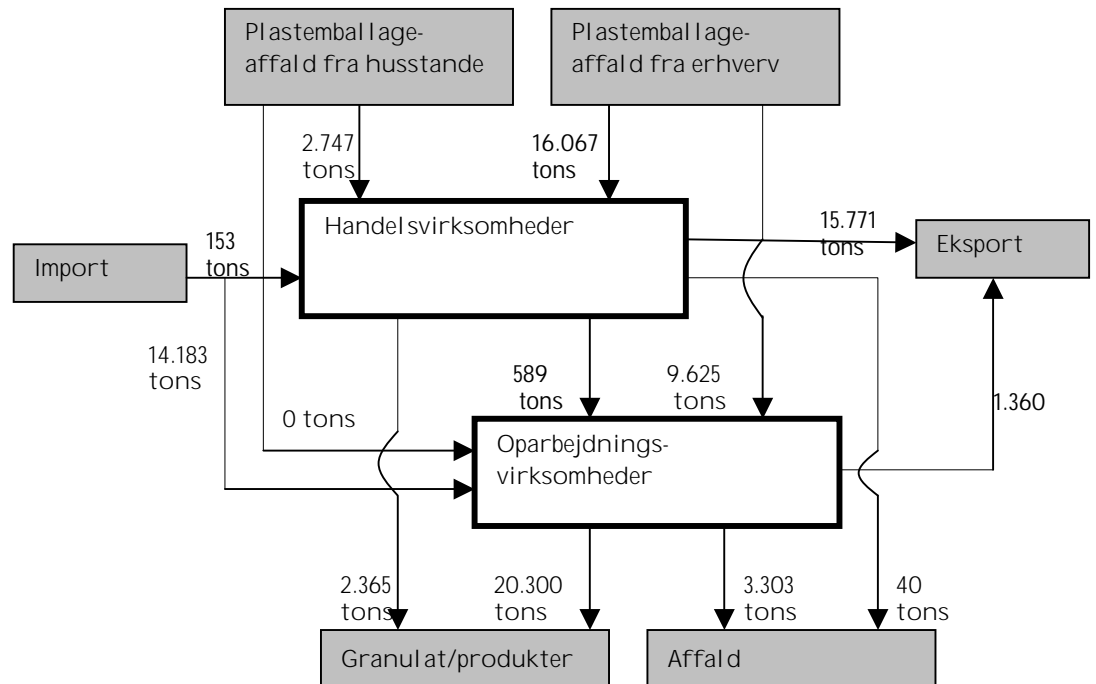 Plastemballage-
affald fra husstande
Plastemballage-
affald fra erhverv
2.747
tons
16.067
tons
Handelsvirksomheder
15.771
tons
Eksport
153
tons
Import
14.183
tons
589
tons
9.625
tons
1.360
0 tons
Oparbejdnings-
virksomheder
2.365
tons
20.300
tons
3.303
tons
40
tons
Granulat/produkter
Affald